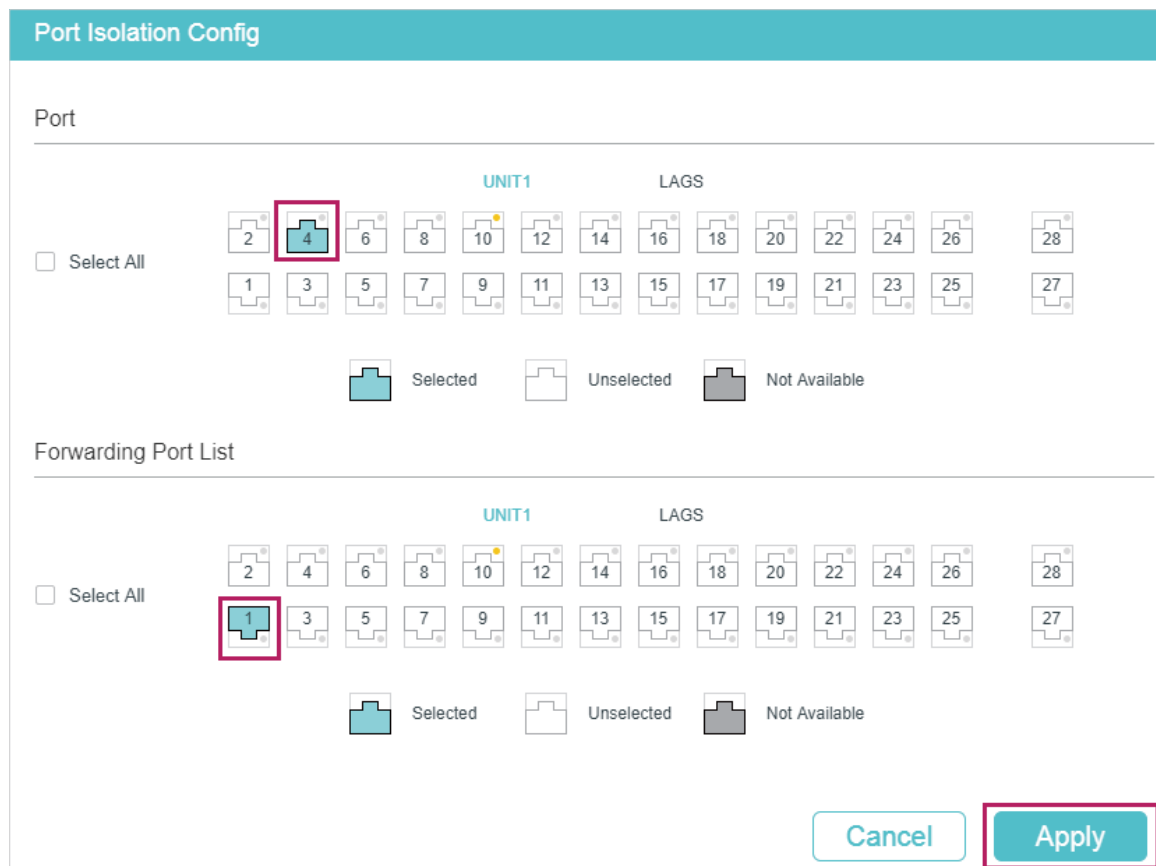 Port Isolation Config
Port
UNIT1 LAGS
2 4 6 8 10 12 14 16 18 20 22 24 26 28
Select All
1 3 5 7 9 11 13 15 17 19 21 23 25 27
Selected Unselected Not Available
Forwarding Port List
UNIT1 LAGS
2 4 6 8 10 12 14 16 18 20 22 24 26 28
Select All
1 3 5 7 9 11 13 15 17 19 21 23 25 27
Selected Unselected Not Available
Cancel Apply